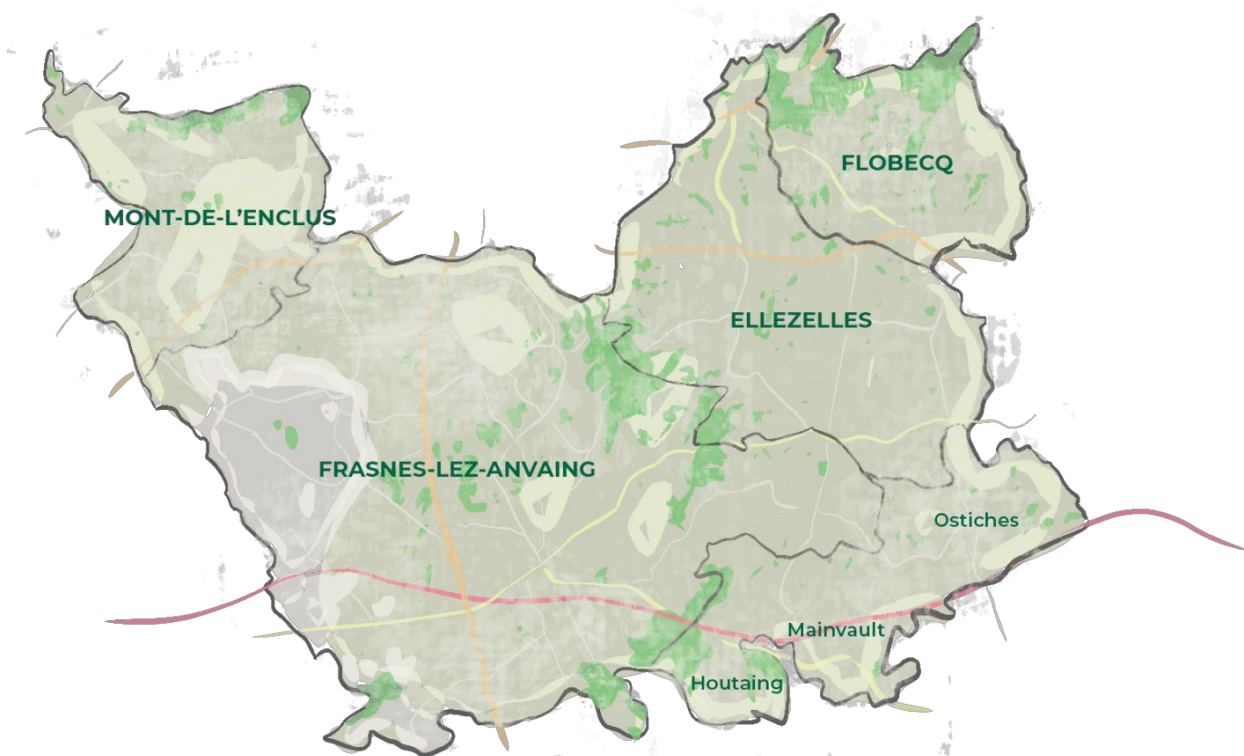 FLOBECQ
MONT-DE-L'ENCLUS
ELLEZELLES
FRASNES-LEZ-ANVAING
Ostiches
Mainvault
Houtaing